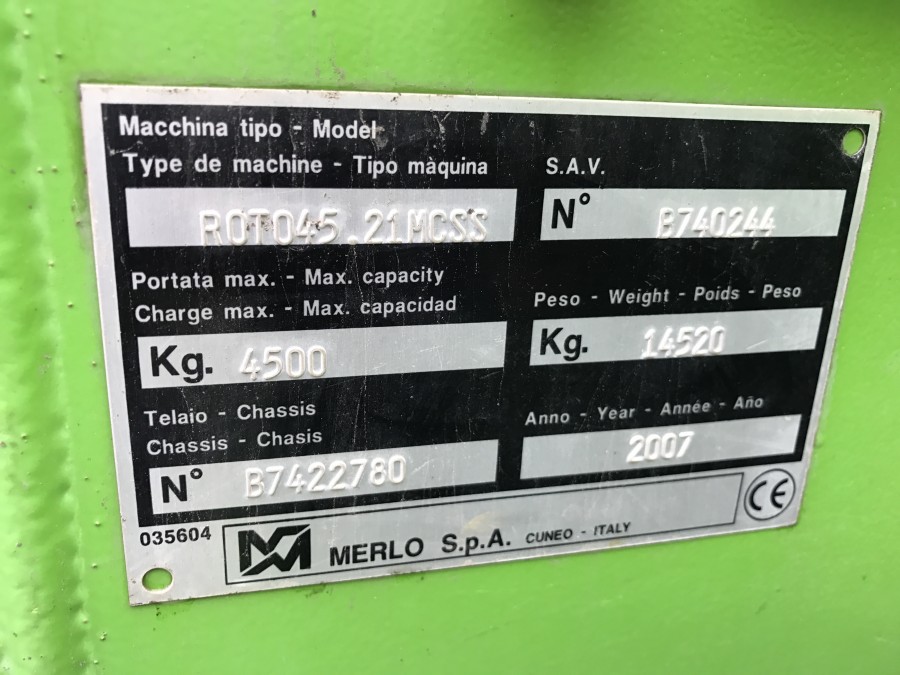 Macchina tipo - Model
Type de machine - Tipo màquina
ROTO45.21MCSS
S.A.V.
N° B740244
Portata max. - Max. capacity
Charge max. - Max. capacidad
Kg. 4500
Peso - Weight - Poids - Peso
Kg. 14520
Telaio - Chassis
Chassis - Chasis
N° B7422780
Anno - Year - Année - Año
2007
035604
MERLO S.p.A. CUNEO - ITALY
CE